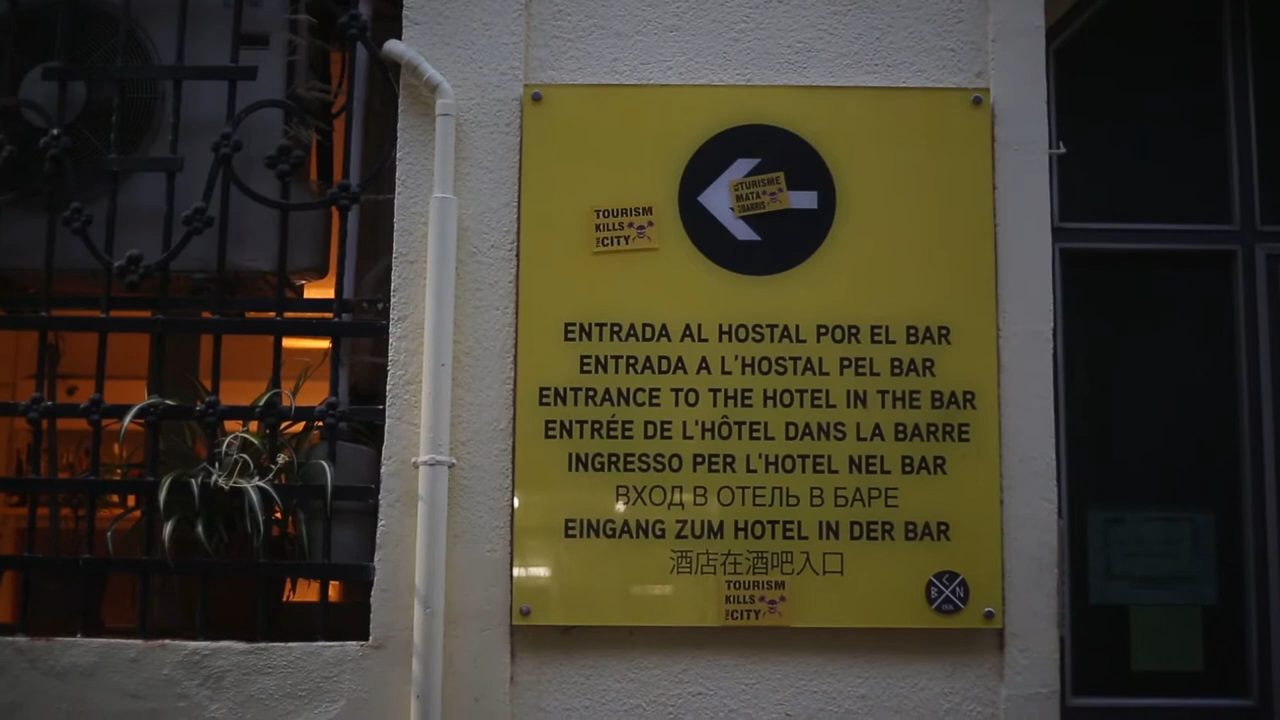 ELS TURISME
MATA
ELS BARRIS
TOURISM
KILLS
THE CITY
ENTRADA AL HOSTAL POR EL BAR
ENTRADA A L'HOSTAL PEL BAR
ENTRANCE TO THE HOTEL IN THE BAR
ENTRÉE DE L'HÔTEL DANS LA BARRE
INGRESSO PER L'HOTEL NEL BAR
ВХОД В ОТЕЛЬ В БАРЕ
EINGANG ZUM HOTEL IN DER BAR
酒店在酒吧入口
TOURISM
KILLS
THE CITY
B C N